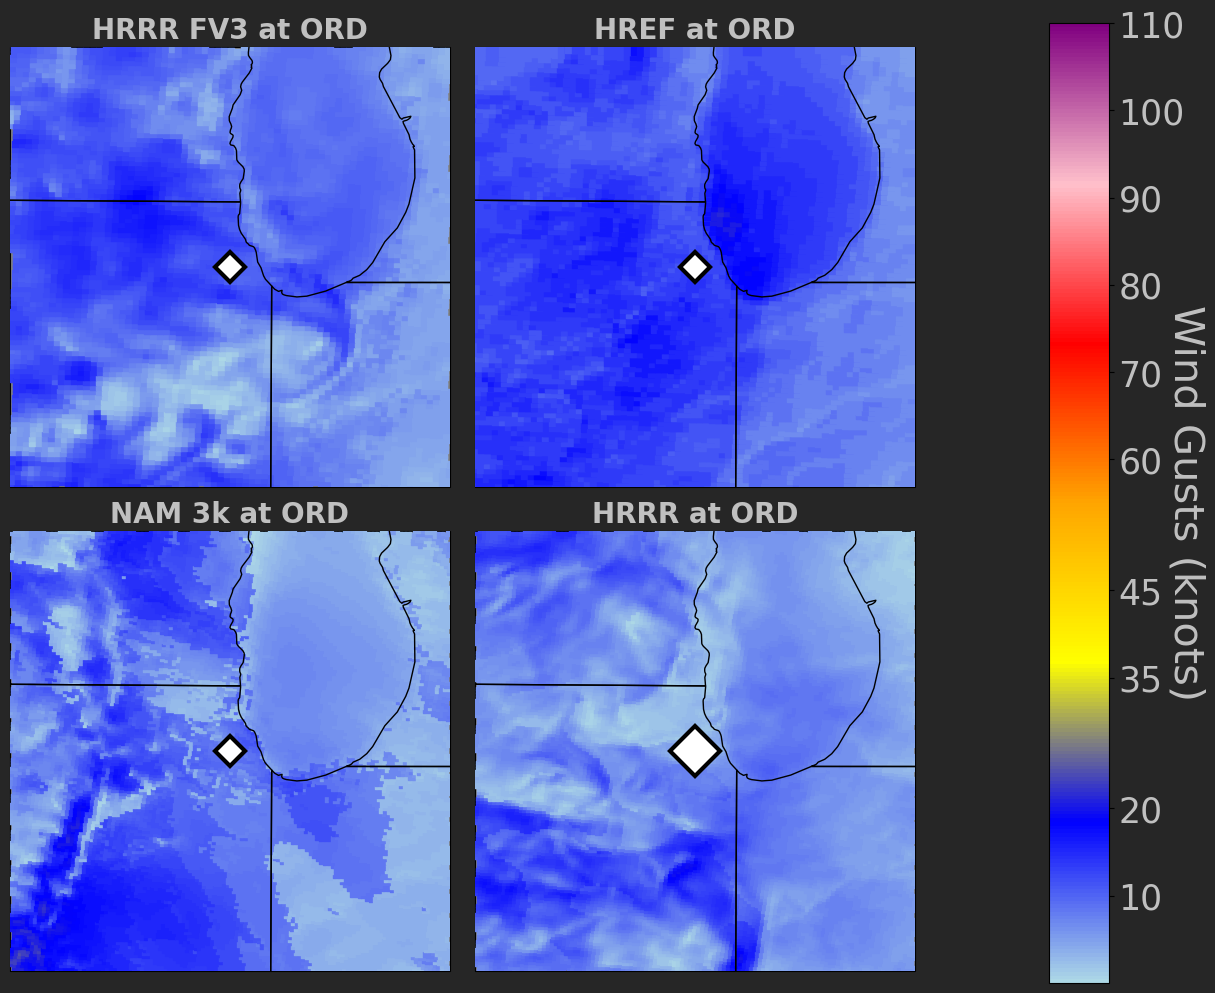 HRRR FV3 at ORD
HREF at ORD
NAM 3k at ORD
HRRR at ORD
110
100
90
80
70
60
45
35
20
10
Wind Gusts (knots)